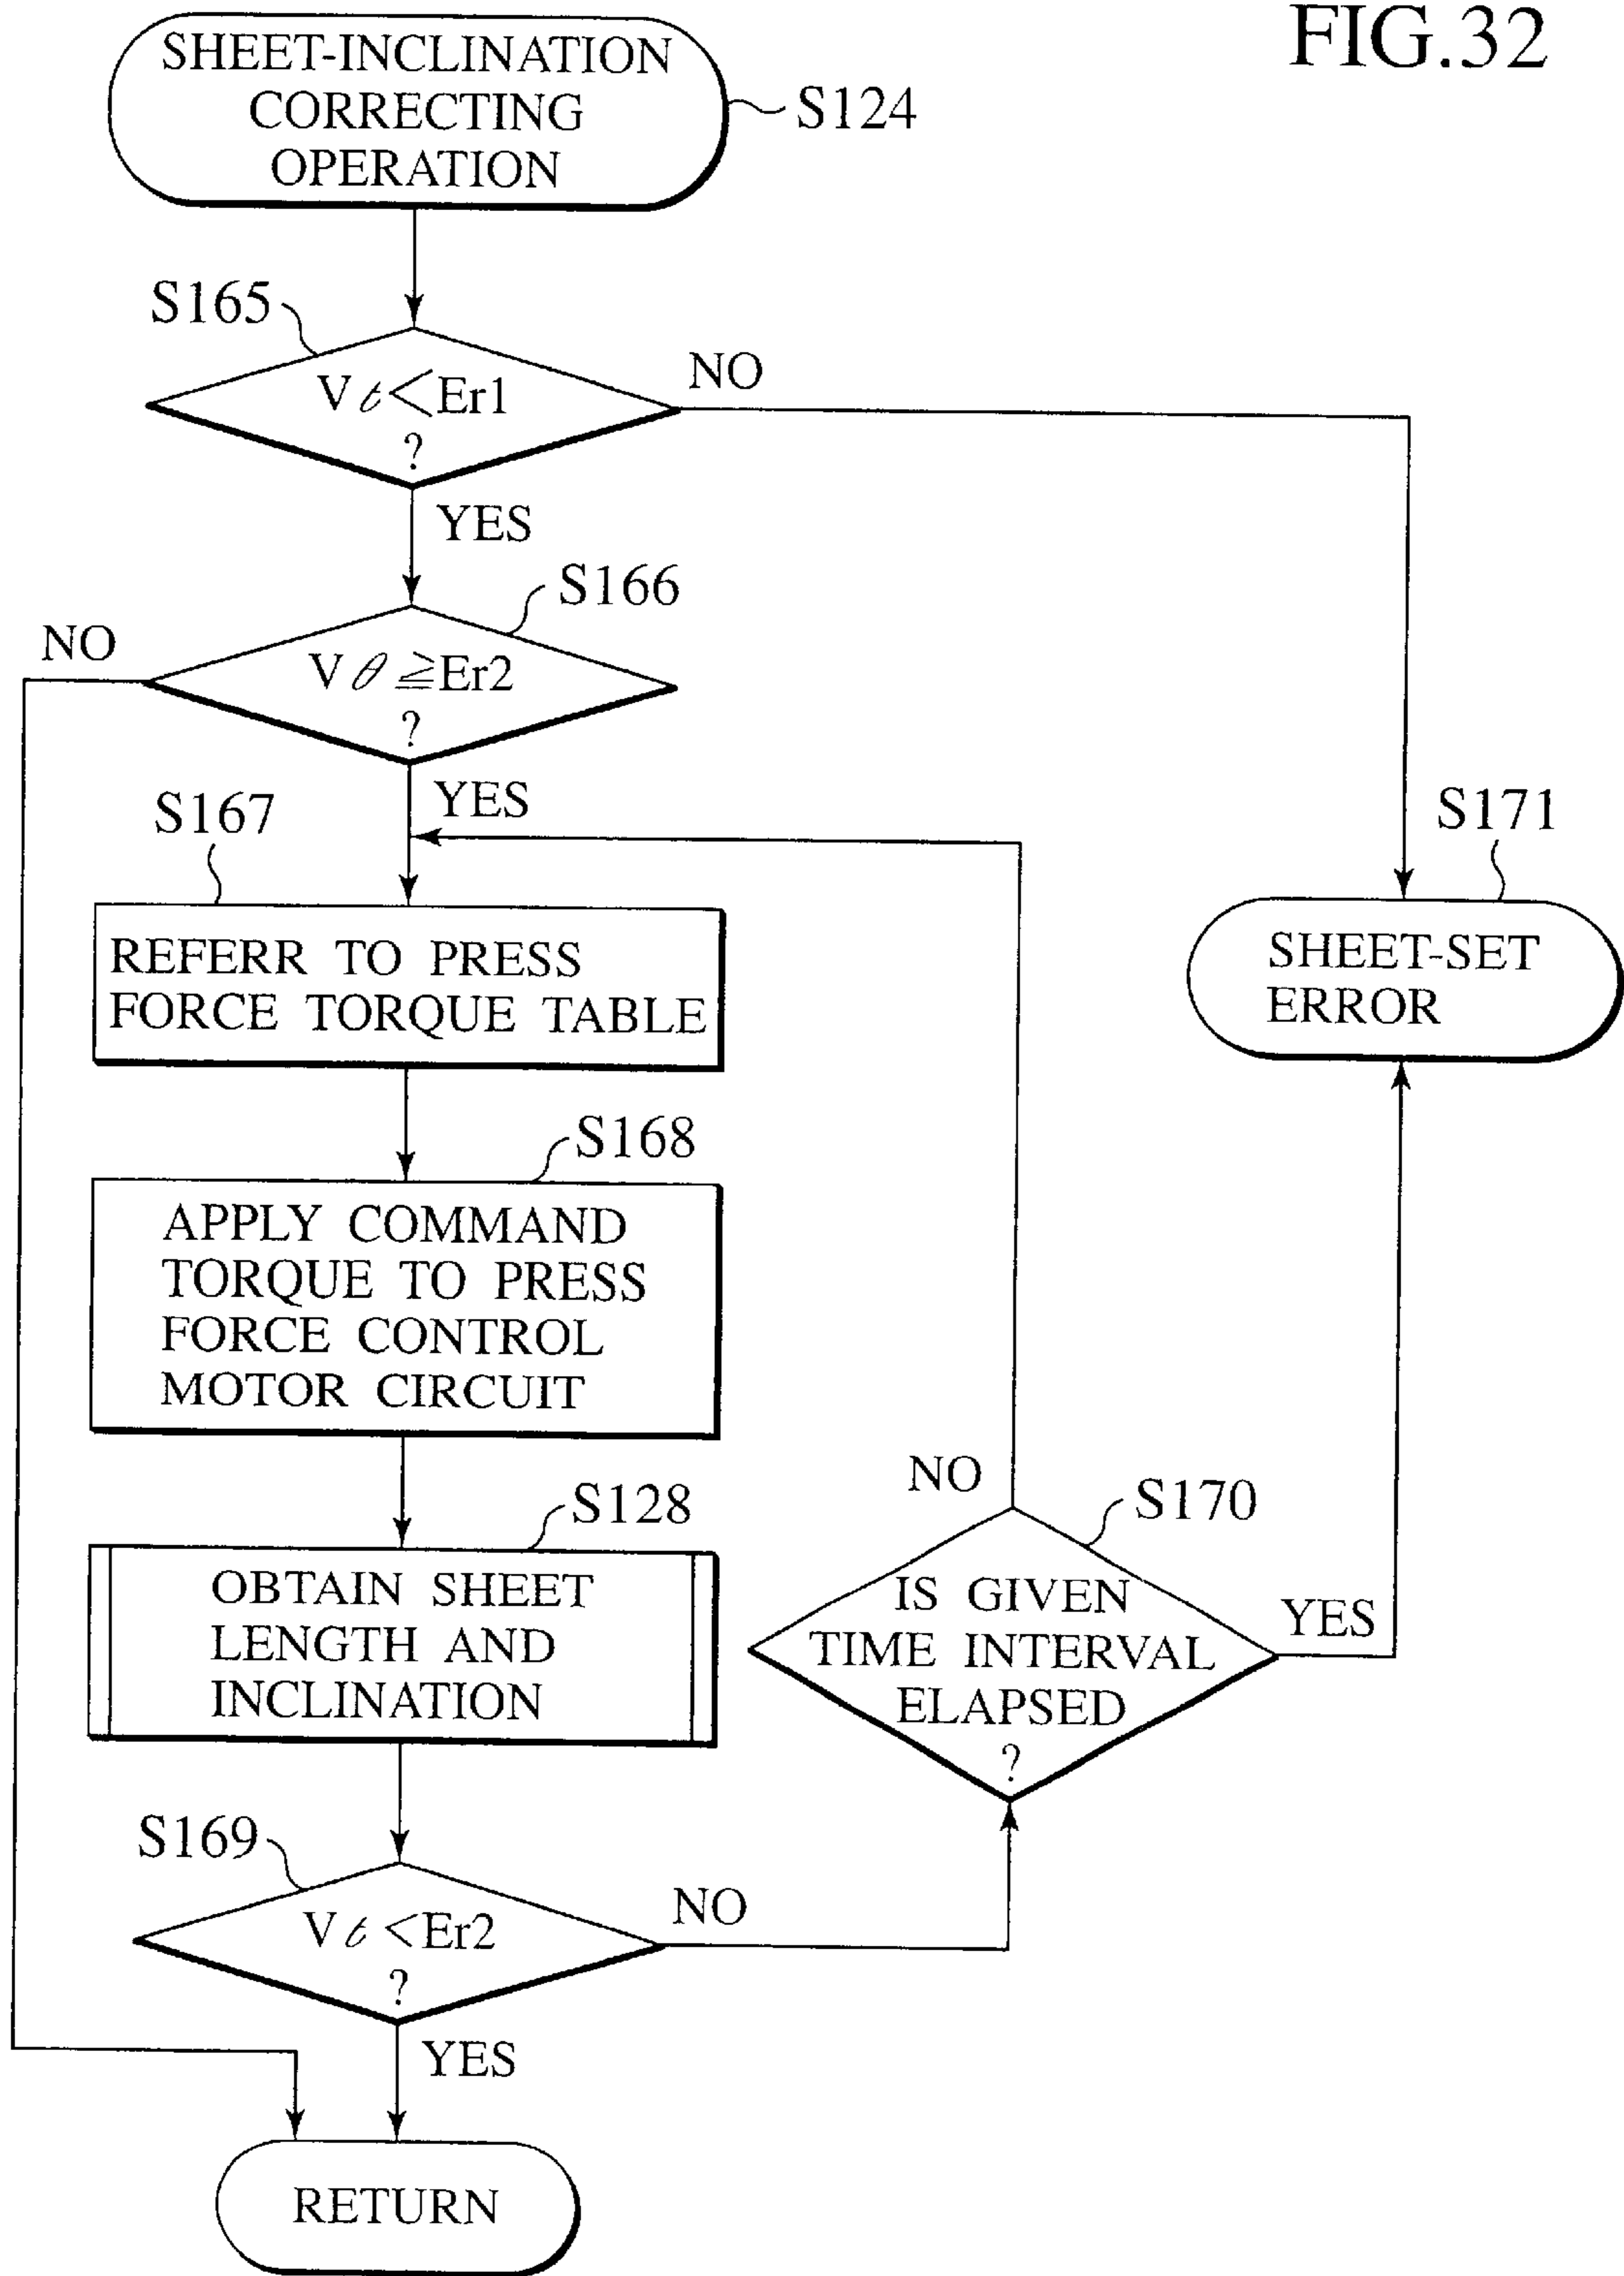 FIG.32
SHEET-INCLINATION
CORRECTING
OPERATION
S124
S165
Vℓ<Er1
?
NO
YES
S166
NO
Vθ≧Er2
?
YES
S167
REFERR TO PRESS
FORCE TORQUE TABLE
S171
SHEET-SET
ERROR
S168
APPLY COMMAND
TORQUE TO PRESS
FORCE CONTROL
MOTOR CIRCUIT
S128
OBTAIN SHEET
LENGTH AND
INCLINATION
NO
S170
IS GIVEN
TIME INTERVAL
ELAPSED
?
YES
S169
Vℓ<Er2
?
NO
YES
RETURN